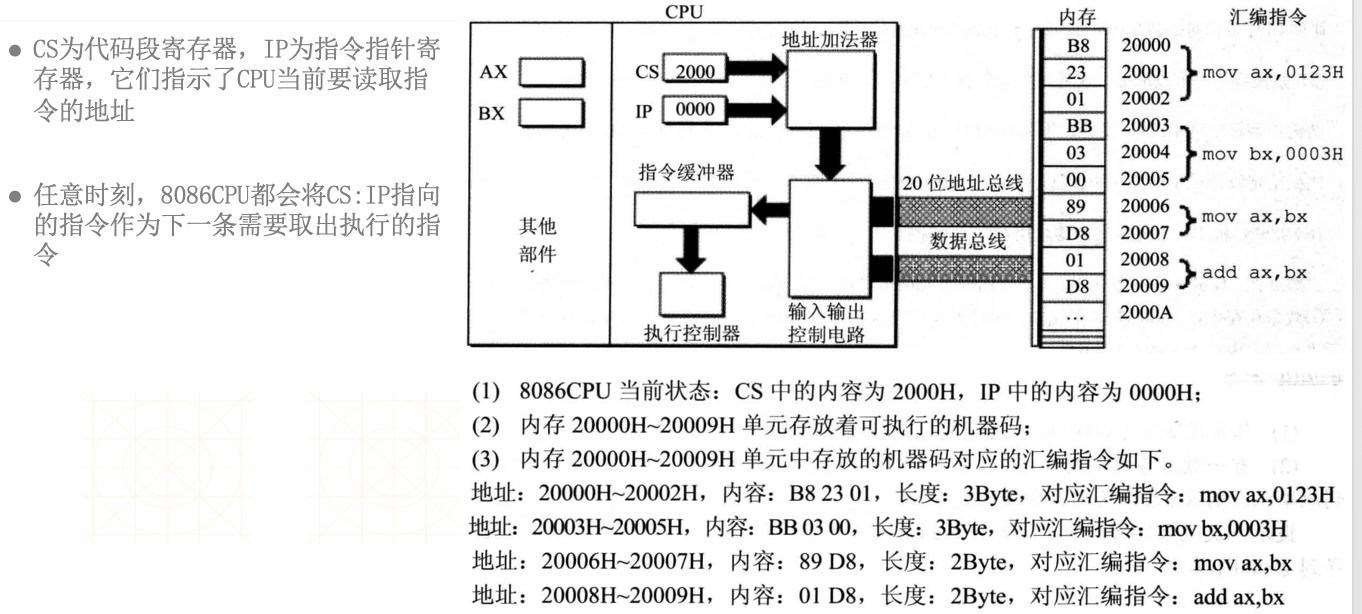 ● CS为代码段寄存器，IP为指令指针寄
存器，它们指示了CPU当前要读取指
令的地址
● 任意时刻，8086CPU都会将CS:IP指向
的指令作为下一条需要取出执行的指
令
CPU
AX
BX
其他
部件
CS 2000
IP 0000
地址加法器
指令缓冲器
执行控制器
输入输出
控制电路
20位地址总线
数据总线
内存 汇编指令
B8 20000
23 20001 mov ax,0123H
01 20002
BB 20003
03 20004 mov bx,0003H
00 20005
89 20006
mov ax,bx
D8 20007
01 20008
add ax,bx
D8 20009
… 2000A
(1) 8086CPU 当前状态：CS 中的内容为 2000H，IP 中的内容为 0000H；
(2) 内存 20000H~20009H 单元存放着可执行的机器码；
(3) 内存 20000H~20009H 单元中存放的机器码对应的汇编指令如下。
地址：20000H~20002H，内容：B8 23 01，长度：3Byte，对应汇编指令：mov ax,0123H
地址：20003H~20005H，内容：BB 03 00，长度：3Byte，对应汇编指令：mov bx,0003H
地址：20006H~20007H，内容：89 D8，长度：2Byte，对应汇编指令：mov ax,bx
地址：20008H~20009H，内容：01 D8，长度：2Byte，对应汇编指令：add ax,bx